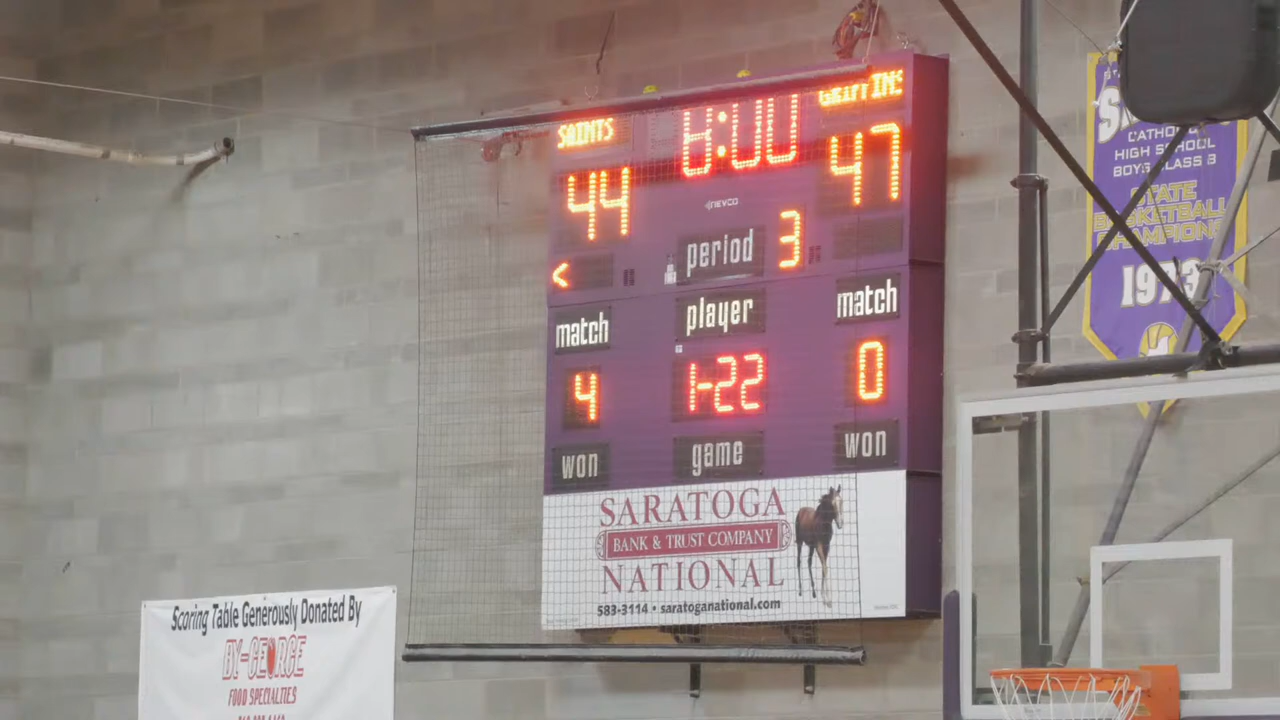 SAINTS
8:00
GRIFFINS
44
47
NEVCO
period
3
<
match
player
match
4
1-22
0
won
game
won
SARATOGA
BANK & TRUST COMPANY
NATIONAL
583-3114 • saratoganational.com
Scoring Table Generously Donated By
BY-GEORGE
FOOD SPECIALTIES
CATHOLIC
HIGH SCHOOL
BOYS CLASS B
STATE
BASKETBALL
CHAMPIONS
1973